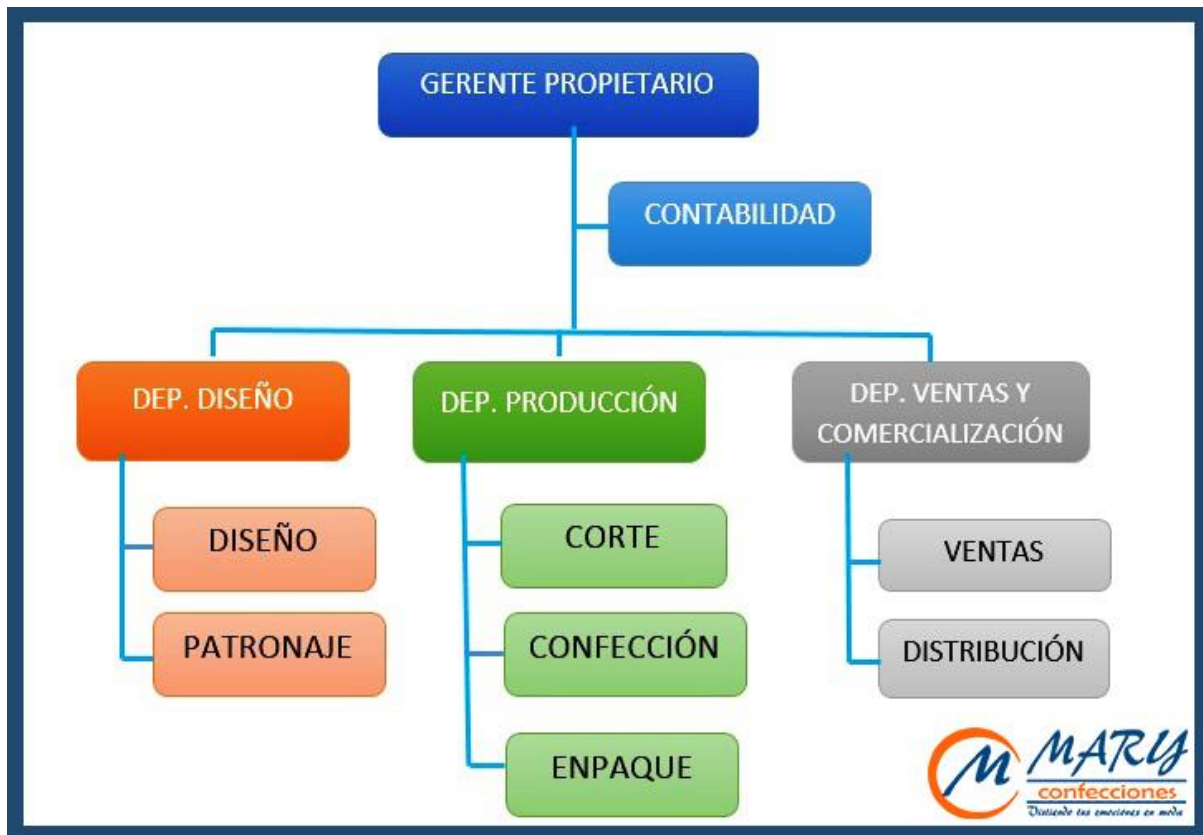 GERENTE PROPIETARIO
CONTABILIDAD
DEP. DISEÑO
DEP. PRODUCCIÓN
DEP. VENTAS Y
COMERCIALIZACIÓN
DISEÑO
PATRONAJE
CORTE
CONFECCIÓN
ENPAQUE
VENTAS
DISTRIBUCIÓN
M MARY
confecciones
Vistiendo tus emociones en moda